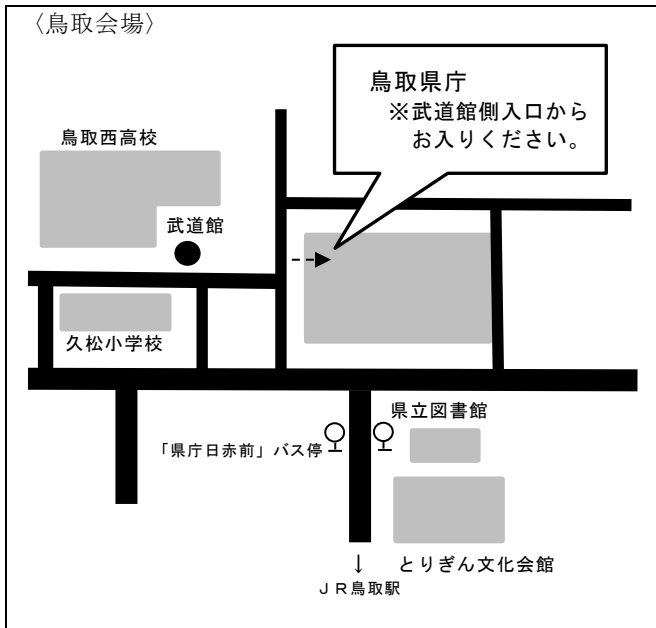 〈鳥取会場〉
鳥取県庁
※武道館側入口から
お入りください。
鳥取西高校
武道館
久松小学校
県立図書館
「県庁日赤前」バス停
とりぎん文化会館
↓
ＪＲ鳥取駅